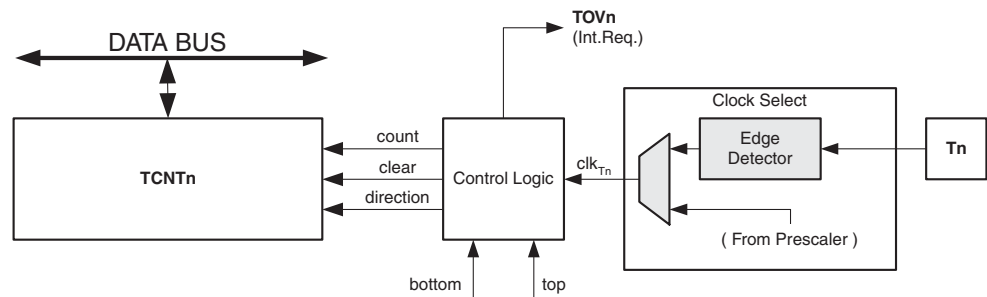 TOVn
(Int.Req.)
DATA BUS
Clock Select
count
Edge
Detector
Tn
TCNTn
clear
Control Logic
clkTn
direction
( From Prescaler )
bottom
top